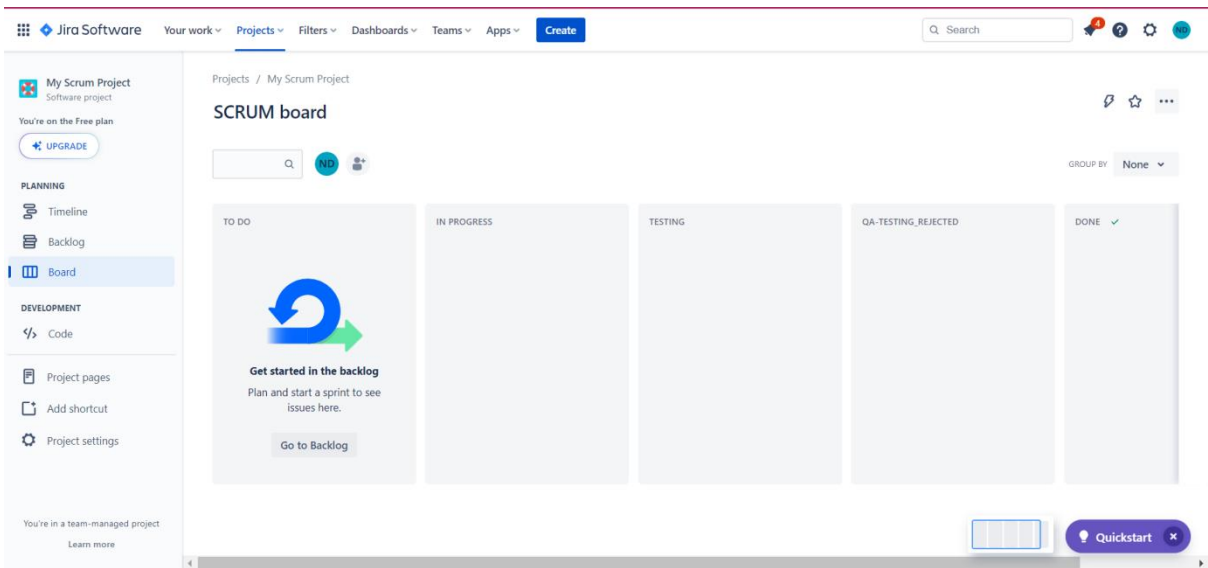 Jira Software Your work Projects Filters Dashboards Teams Apps Create Search 4 ND
My Scrum Project
Software project
You're on the Free plan
UPGRADE
PLANNING
Timeline
Backlog
Board
DEVELOPMENT
Code
Project pages
Add shortcut
Project settings
You're in a team-managed project
Learn more
Projects / My Scrum Project
SCRUM board
ND
GROUP BY None
TO DO
IN PROGRESS
TESTING
QA-TESTING_REJECTED
DONE
Get started in the backlog
Plan and start a sprint to see
issues here.
Go to Backlog
Quickstart